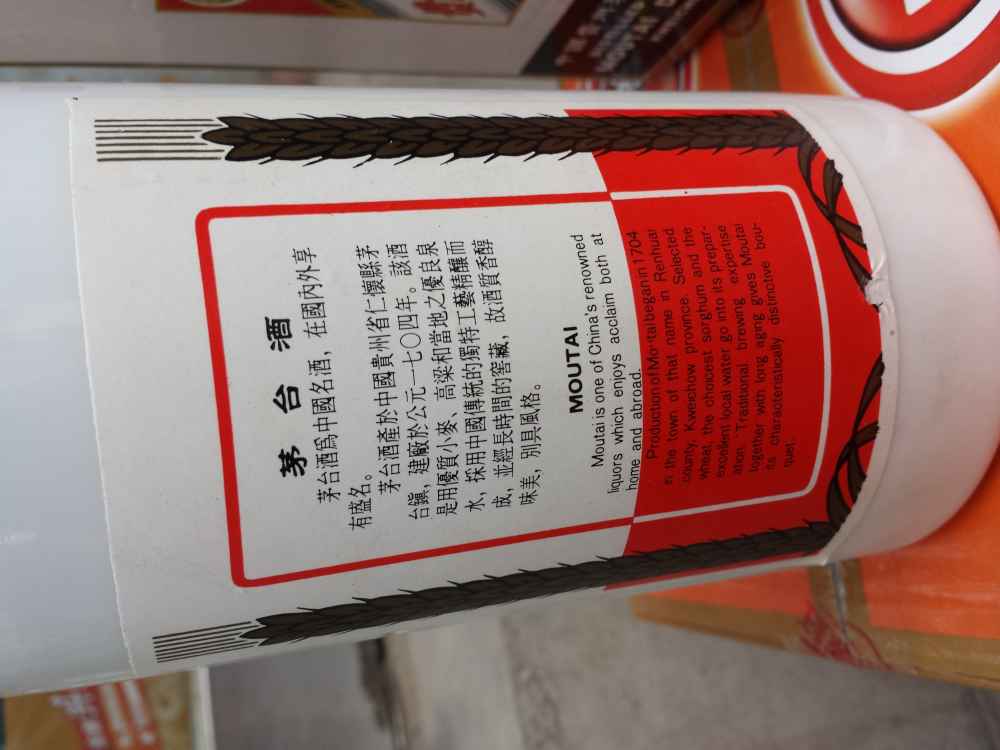 茅台酒
茅台酒爲中國名酒，在國內外享
有盛名。
茅台酒產於中國貴州省仁懷縣茅
台鎮，建廠於公元一七〇四年。該酒
是用優質小麥、高粱和當地之優良泉
水，採用中國傳統的獨特工藝精釀而
成，並經長時間的窖藏，故酒質香醇
味美，別具風格。
MOUTAI
Moutai is one of China's renowned
liquors which enjoys acclaim both at
home and abroad.
Production of Moutai began in 1704
in the town of that name in Renhuai
county, Kweichow province. Selected
wheat, the choicest sorghum and the
excellent local water go into its prepar-
ation. Traditional brewing expertise
together with long aging gives Moutai
its characteristically distinctive bou-
quet.